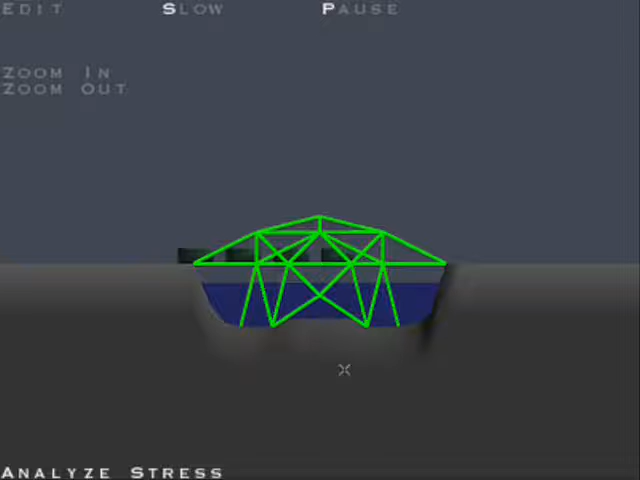 EDIT SLOW PAUSE
ZOOM IN
ZOOM OUT
ANALYZE STRESS